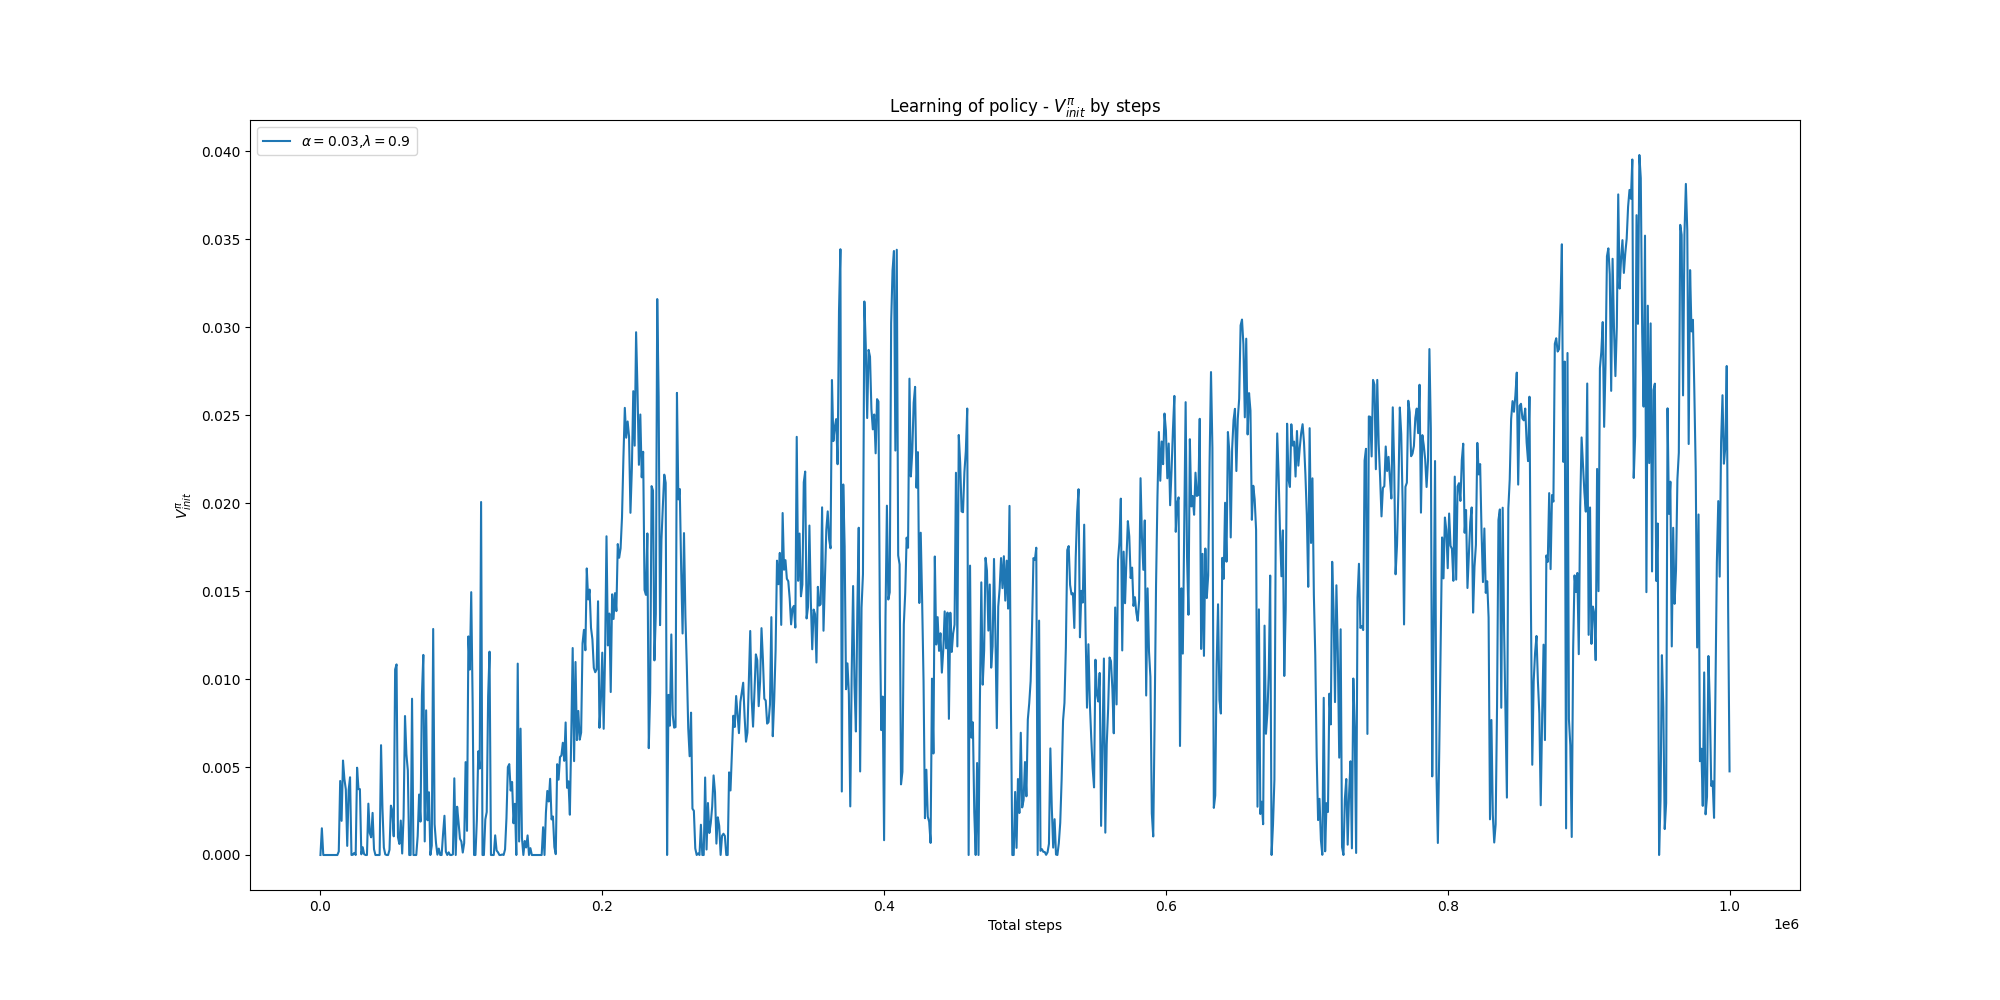 Learning of policy - $V_{init}^{\pi}$ by steps
α = 0.03,λ = 0.9
0.040
0.035
0.030
0.025
0.020
0.015
0.010
0.005
0.000
$V_{init}^{\pi}$
0.0 0.2 0.4 0.6 0.8 1.0
Total steps
1e6